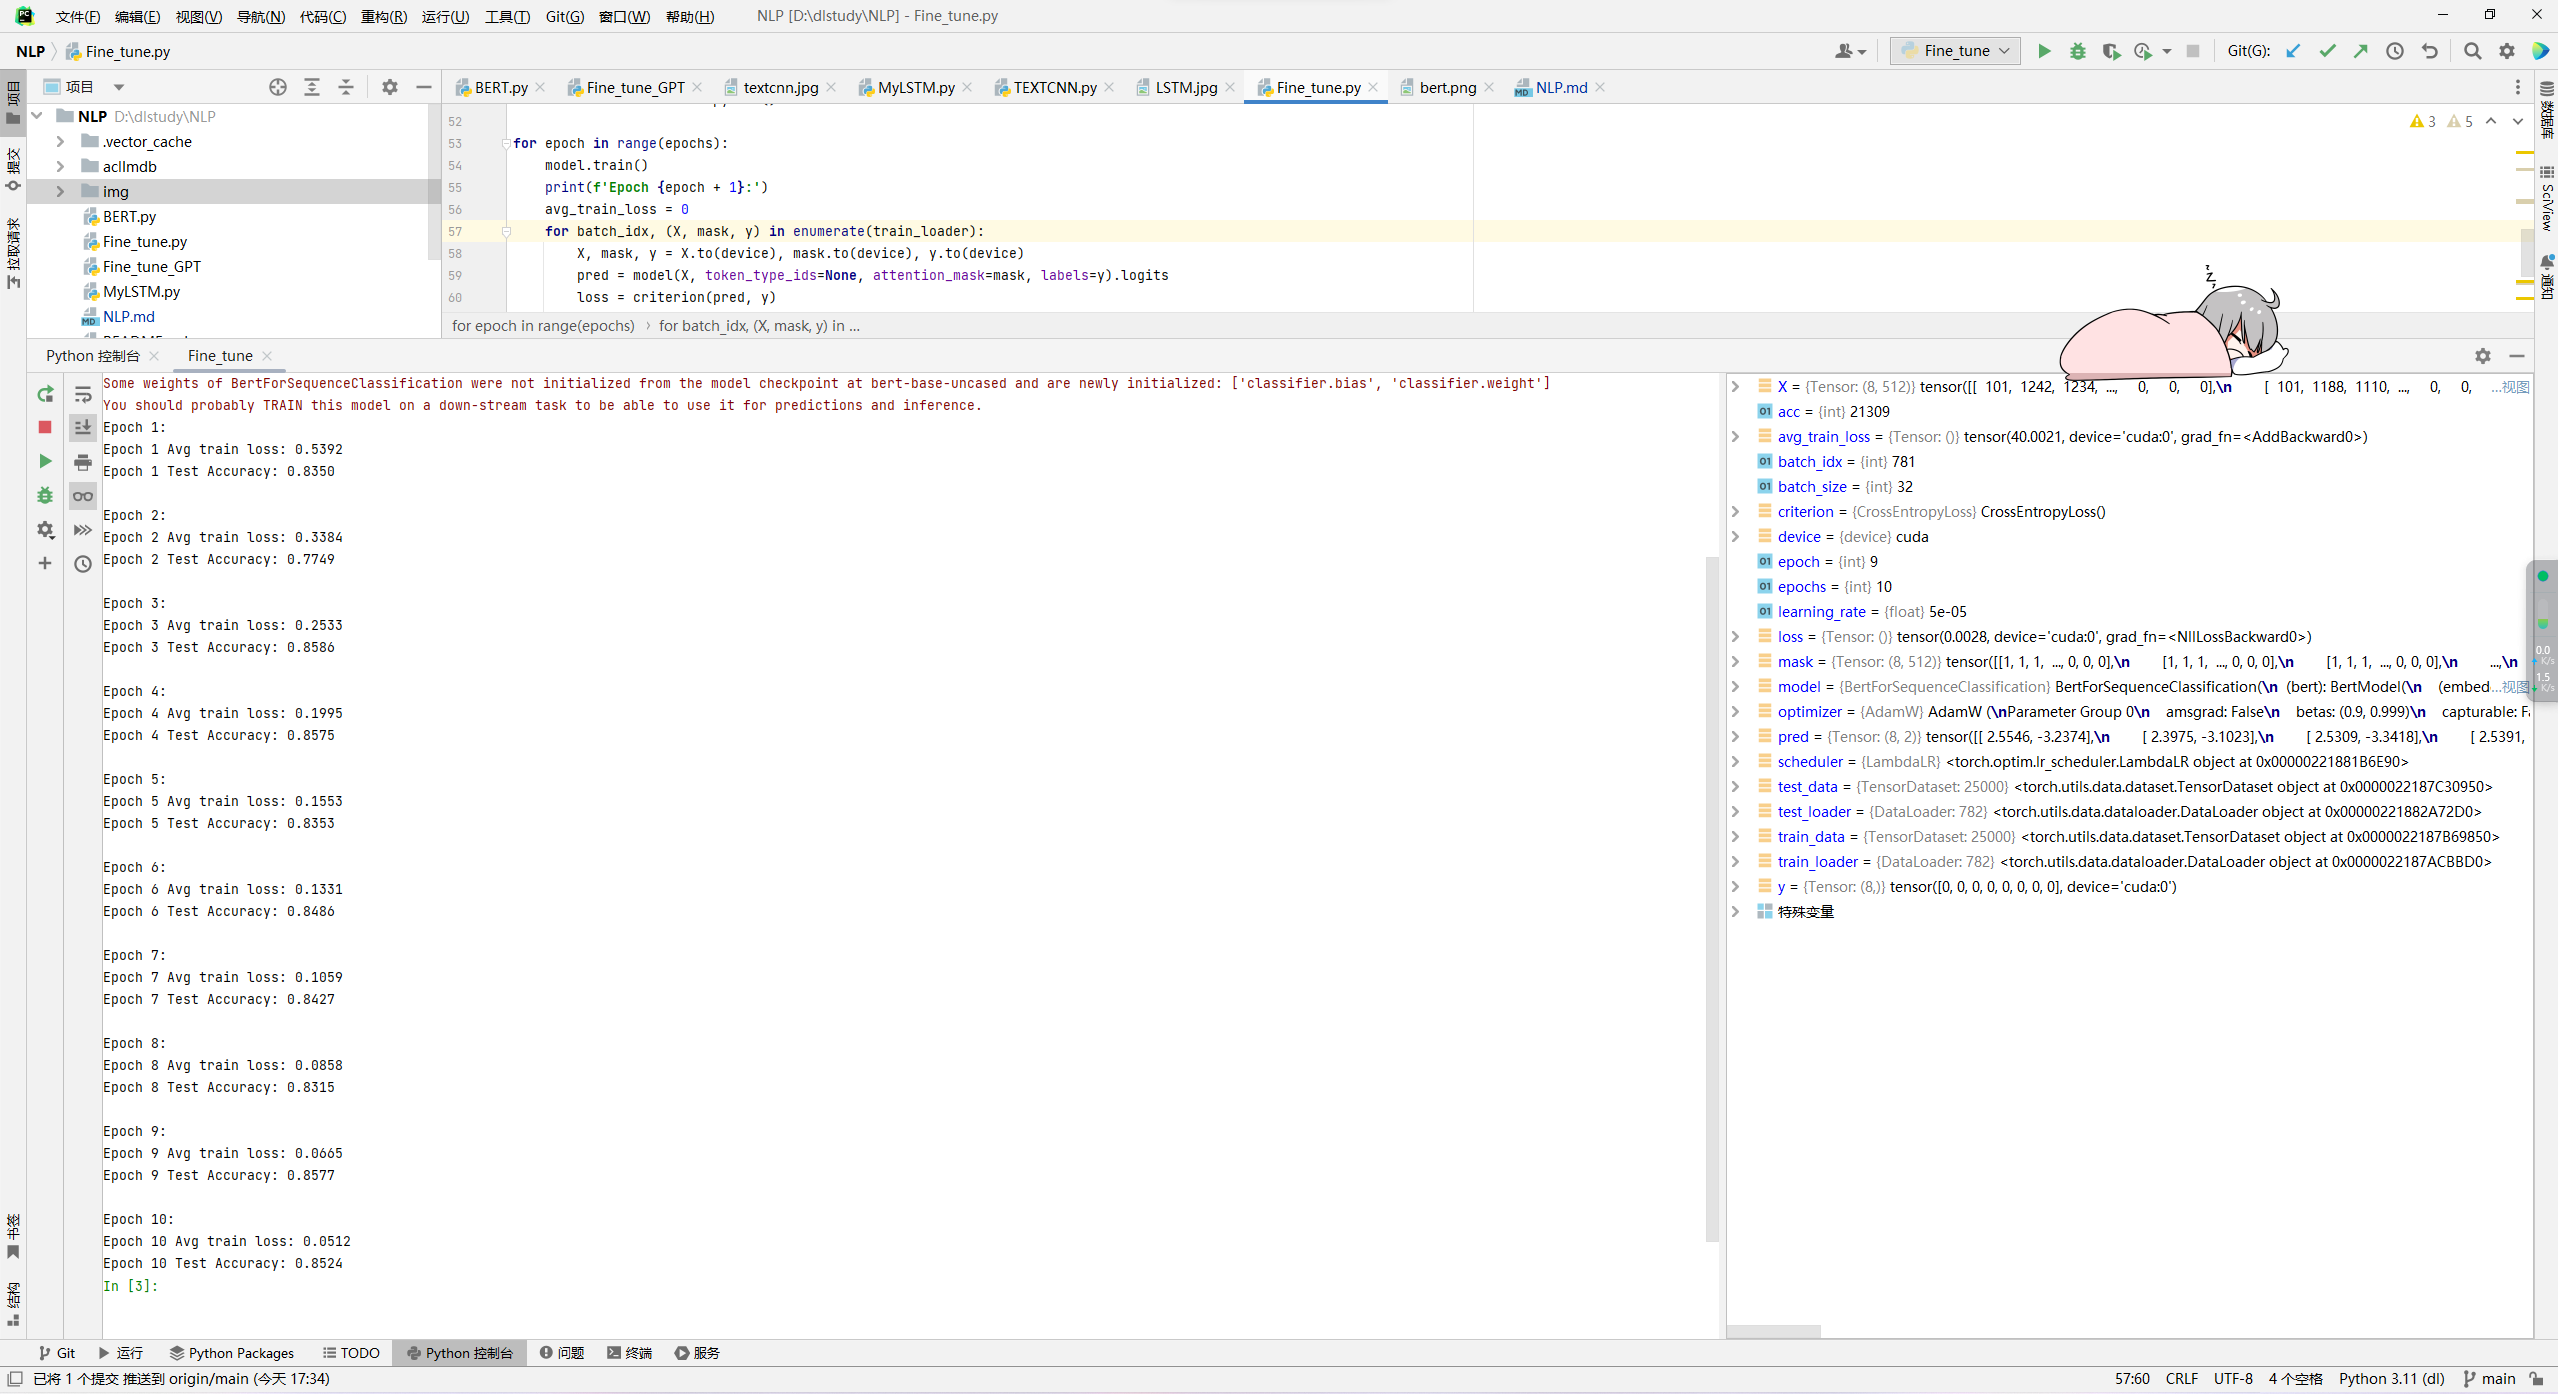 文件(F) 编辑(E) 视图(V) 导航(N) 代码(C) 重构(R) 运行(U) 工具(T) Git(G) 窗口(W) 帮助(H) NLP [D:\dlstudy\NLP] - Fine_tune.py
NLP Fine_tune.py Fine_tune Git(G):
项目 BERT.py Fine_tune_GPT textcnn.jpg MyLSTM.py TEXTCNN.py LSTM.jpg Fine_tune.py bert.png NLP.md
项目
提交
拉取请求
NLP D:\dlstudy\NLP
.vector_cache
aclImdb
img
BERT.py
Fine_tune.py
Fine_tune_GPT
MyLSTM.py
NLP.md
52
53 for epoch in range(epochs):
54 model.train()
55 print(f'Epoch {epoch + 1}:')
56 avg_train_loss = 0
57 for batch_idx, (X, mask, y) in enumerate(train_loader):
58 X, mask, y = X.to(device), mask.to(device), y.to(device)
59 pred = model(X, token_type_ids=None, attention_mask=mask, labels=y).logits
60 loss = criterion(pred, y)
3 5
for epoch in range(epochs) › for batch_idx, (X, mask, y) in ...
数据库
SciView
通知
z
Python 控制台 Fine_tune
Some weights of BertForSequenceClassification were not initialized from the model checkpoint at bert-base-uncased and are newly initialized: ['classifier.bias', 'classifier.weight']
You should probably TRAIN this model on a down-stream task to be able to use it for predictions and inference.
Epoch 1:
Epoch 1 Avg train loss: 0.5392
Epoch 1 Test Accuracy: 0.8350
Epoch 2:
Epoch 2 Avg train loss: 0.3384
Epoch 2 Test Accuracy: 0.7749
Epoch 3:
Epoch 3 Avg train loss: 0.2533
Epoch 3 Test Accuracy: 0.8586
Epoch 4:
Epoch 4 Avg train loss: 0.1995
Epoch 4 Test Accuracy: 0.8575
Epoch 5:
Epoch 5 Avg train loss: 0.1553
Epoch 5 Test Accuracy: 0.8353
Epoch 6:
Epoch 6 Avg train loss: 0.1331
Epoch 6 Test Accuracy: 0.8486
Epoch 7:
Epoch 7 Avg train loss: 0.1059
Epoch 7 Test Accuracy: 0.8427
Epoch 8:
Epoch 8 Avg train loss: 0.0858
Epoch 8 Test Accuracy: 0.8315
Epoch 9:
Epoch 9 Avg train loss: 0.0665
Epoch 9 Test Accuracy: 0.8577
Epoch 10:
Epoch 10 Avg train loss: 0.0512
Epoch 10 Test Accuracy: 0.8524
In [3]:
X = {Tensor: (8, 512)} tensor([[ 101, 1242, 1234, ..., 0, 0, 0],\n [ 101, 1188, 1110, ..., 0, 0, ...视图
acc = {int} 21309
avg_train_loss = {Tensor: ()} tensor(40.0021, device='cuda:0', grad_fn=<AddBackward0>)
batch_idx = {int} 781
batch_size = {int} 32
criterion = {CrossEntropyLoss} CrossEntropyLoss()
device = {device} cuda
epoch = {int} 9
epochs = {int} 10
learning_rate = {float} 5e-05
loss = {Tensor: ()} tensor(0.0028, device='cuda:0', grad_fn=<NllLossBackward0>)
mask = {Tensor: (8, 512)} tensor([[1, 1, 1, ..., 0, 0, 0],\n [1, 1, 1, ..., 0, 0, 0],\n [1, 1, 1, ..., 0, 0, 0],\n ...,\n
model = {BertForSequenceClassification} BertForSequenceClassification(\n (bert): BertModel(\n (embed...视图
optimizer = {AdamW} AdamW (\nParameter Group 0\n amsgrad: False\n betas: (0.9, 0.999)\n capturable: Fa
pred = {Tensor: (8, 2)} tensor([[ 2.5546, -3.2374],\n [ 2.3975, -3.1023],\n [ 2.5309, -3.3418],\n [ 2.5391,
scheduler = {LambdaLR} <torch.optim.lr_scheduler.LambdaLR object at 0x00000221881B6E90>
test_data = {TensorDataset: 25000} <torch.utils.data.dataset.TensorDataset object at 0x0000022187C30950>
test_loader = {DataLoader: 782} <torch.utils.data.dataloader.DataLoader object at 0x00000221882A72D0>
train_data = {TensorDataset: 25000} <torch.utils.data.dataset.TensorDataset object at 0x0000022187B69850>
train_loader = {DataLoader: 782} <torch.utils.data.dataloader.DataLoader object at 0x0000022187ACBBD0>
y = {Tensor: (8,)} tensor([0, 0, 0, 0, 0, 0, 0, 0], device='cuda:0')
特殊变量
0.0
K/s
1.5
K/s
书签
结构
Git 运行 Python Packages TODO Python 控制台 问题 终端 服务
已将 1 个提交 推送到 origin/main (今天 17:34) 57:60 CRLF UTF-8 4 个空格 Python 3.11 (dl) main